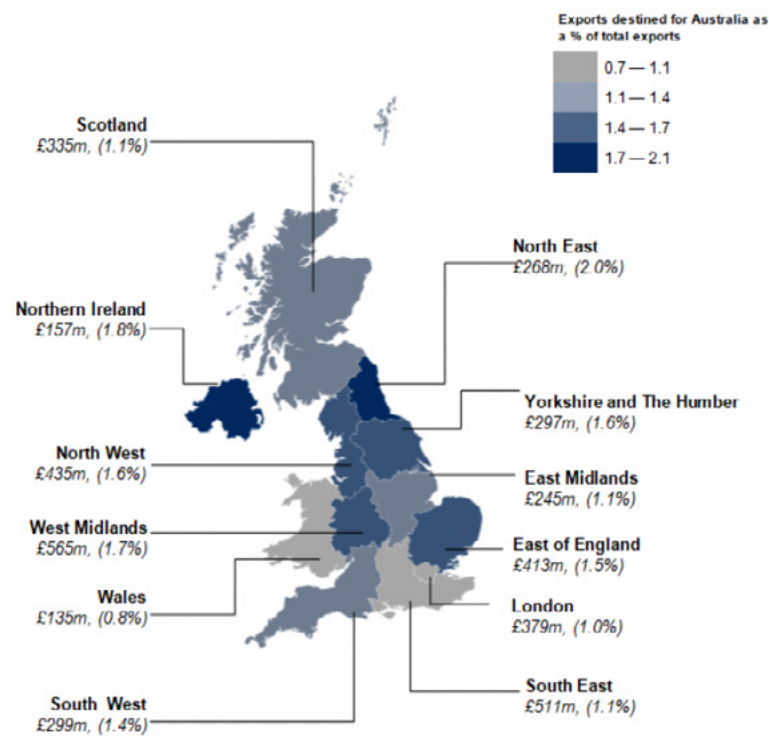 Exports destined for Australia as
a % of total exports
0.7 — 1.1
1.1 — 1.4
1.4 — 1.7
1.7 — 2.1
Scotland
£335m, (1.1%)
North East
£268m, (2.0%)
Northern Ireland
£157m, (1.8%)
Yorkshire and The Humber
£297m, (1.6%)
North West
£435m, (1.6%)
East Midlands
£245m, (1.1%)
West Midlands
£565m, (1.7%)
East of England
£413m, (1.5%)
Wales
£135m, (0.8%)
London
£379m, (1.0%)
South East
£511m, (1.1%)
South West
£299m, (1.4%)